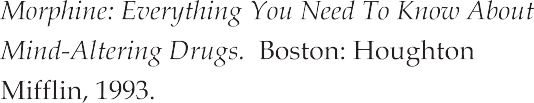 Morphine: Everything You Need To Know About
Mind-Altering Drugs. Boston: Houghton
Mifflin, 1993.